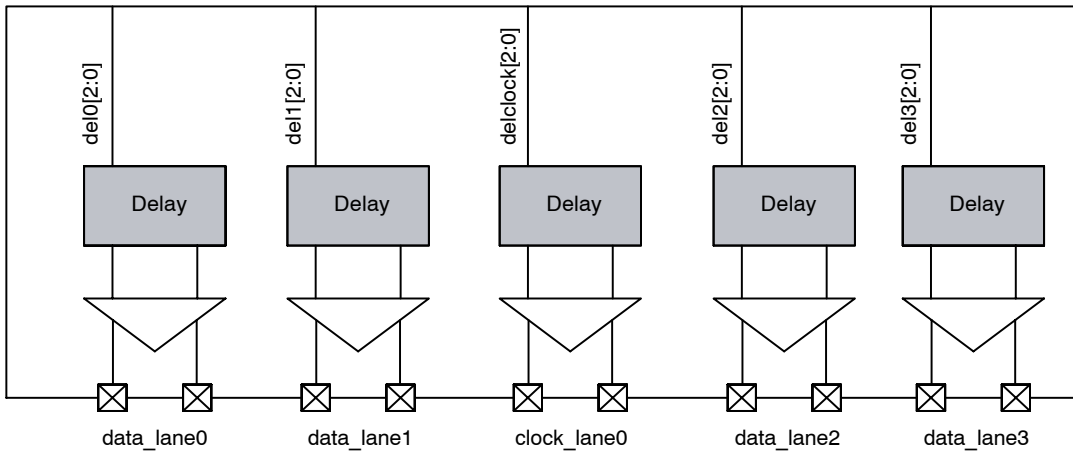 del0[2:0]
del1[2:0]
delclock[2:0]
del2[2:0]
del3[2:0]
Delay
Delay
Delay
Delay
Delay
data_lane0
data_lane1
clock_lane0
data_lane2
data_lane3